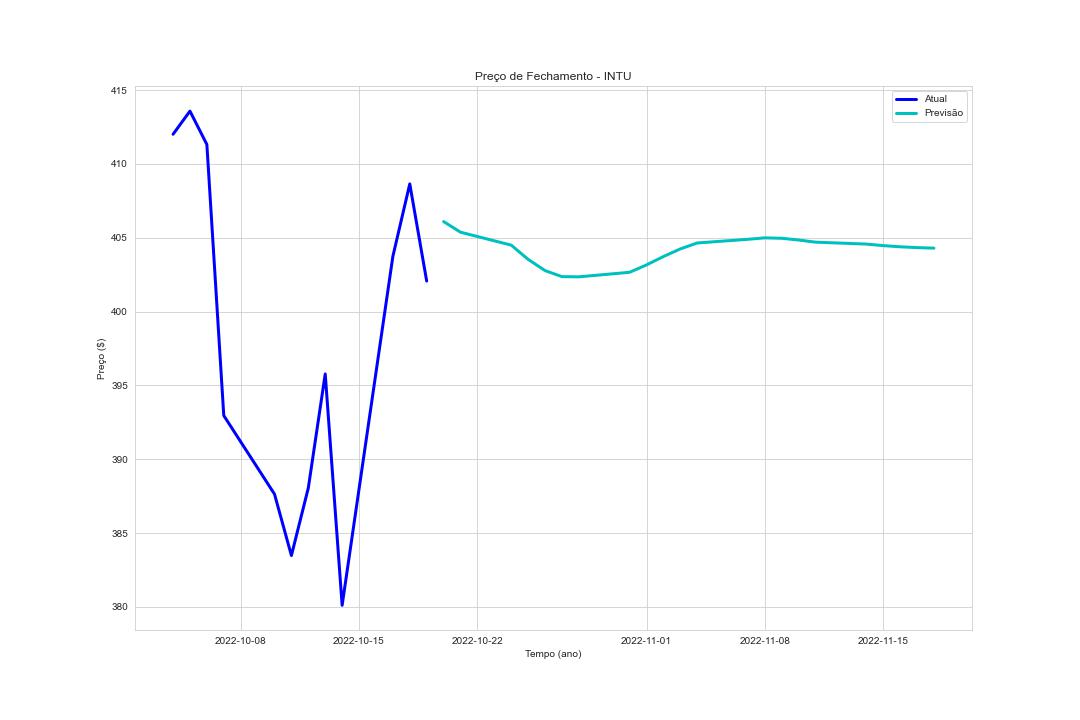 Preço de Fechamento - INTU
Atual
Previsão
Preço ($)
415
410
405
400
395
390
385
380
2022-10-08
2022-10-15
2022-10-22
2022-11-01
2022-11-08
2022-11-15
Tempo (ano)